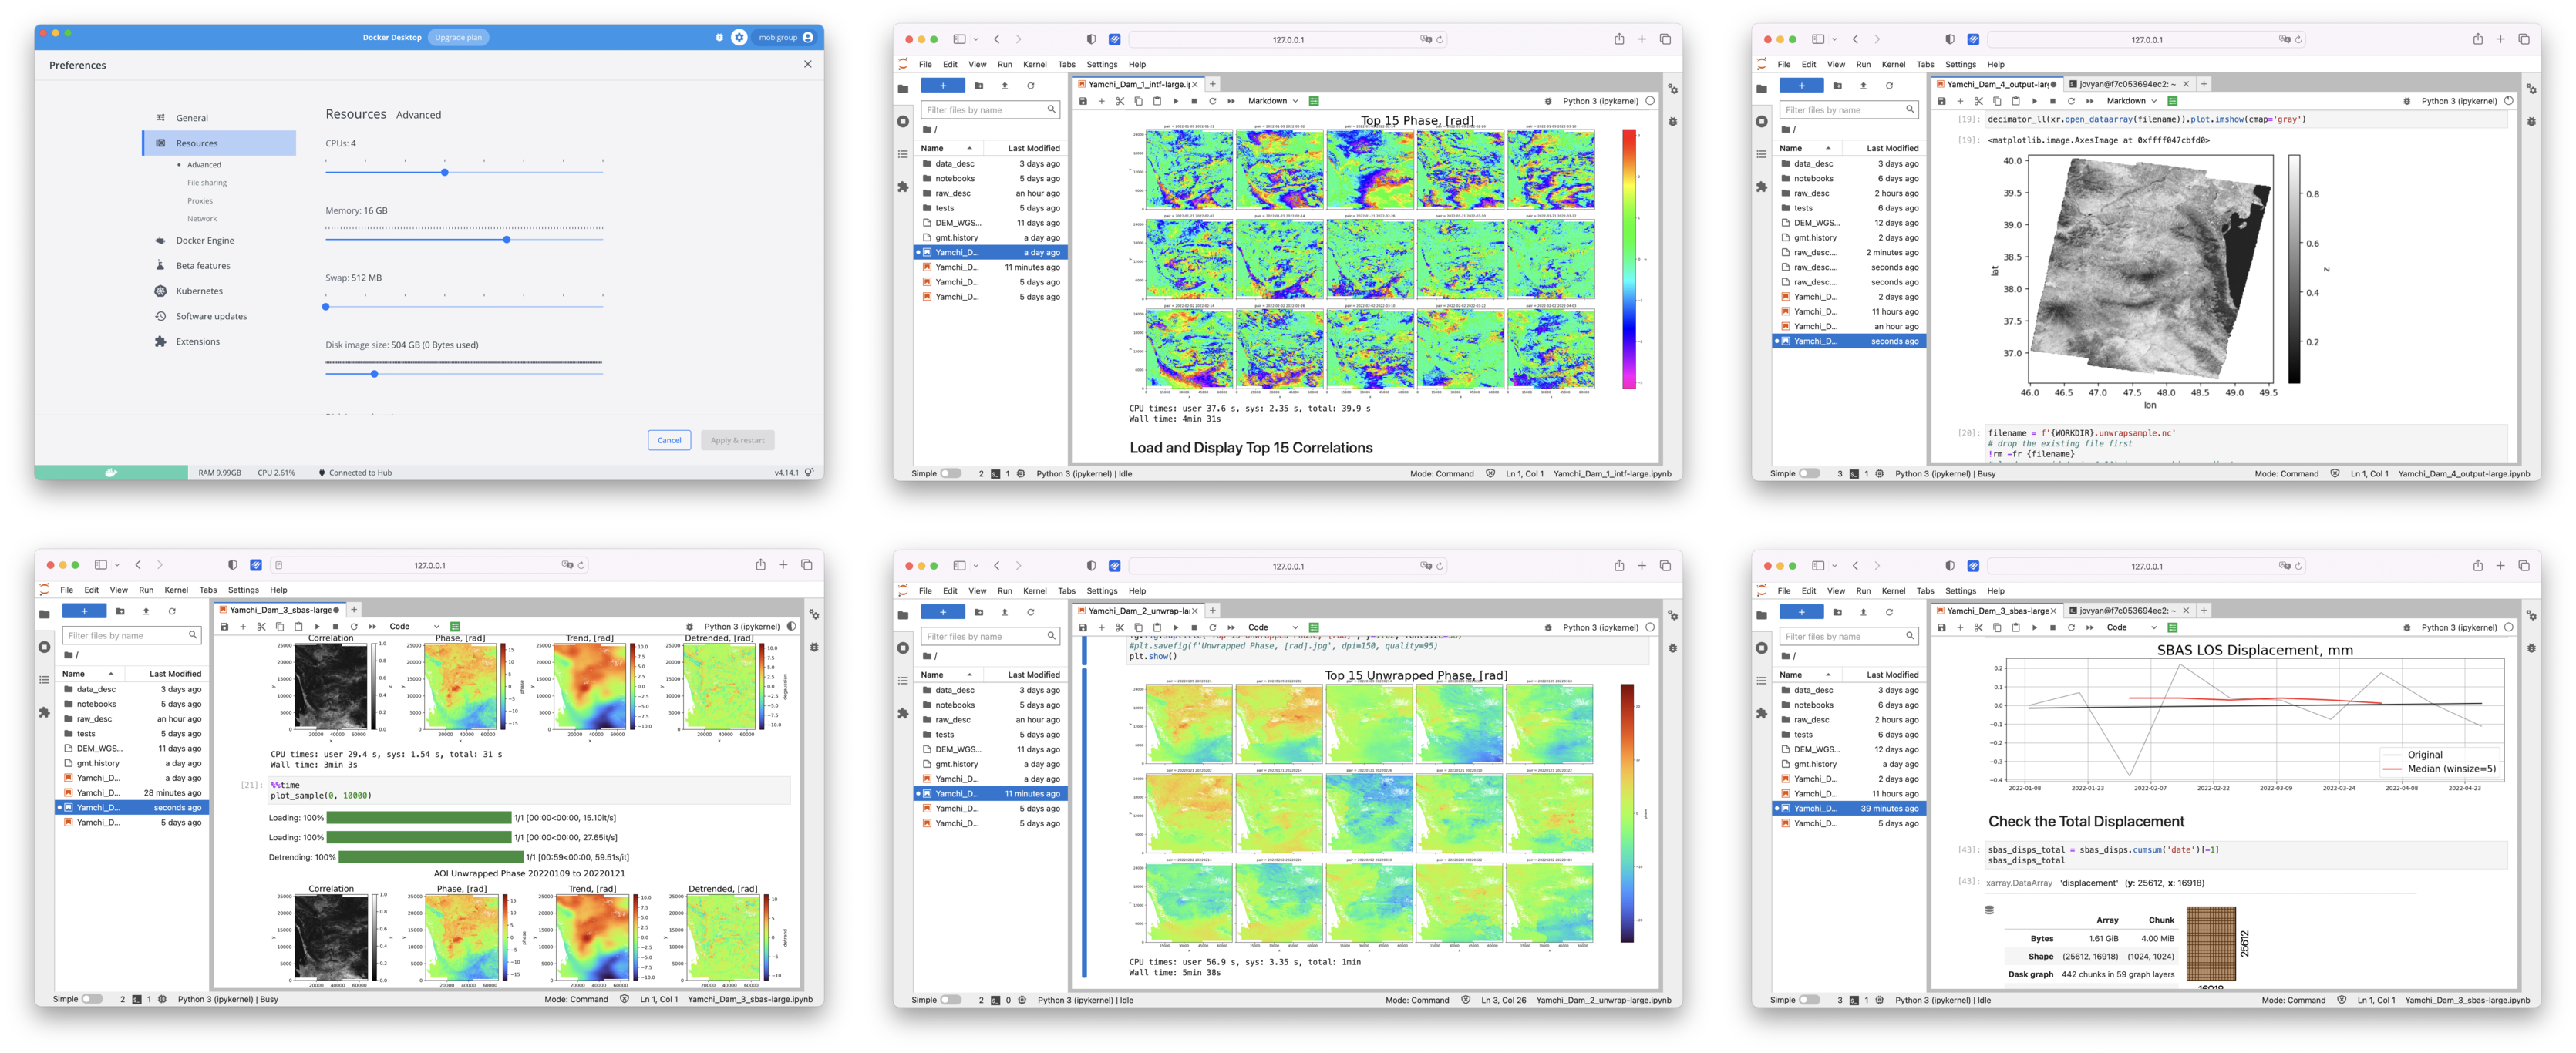 Docker Desktop Upgrade plan mobigroup
Preferences
General
Resources
Advanced
File sharing
Proxies
Network
Docker Engine
Beta features
Kubernetes
Software updates
Extensions
Resources Advanced
CPUs: 4
Memory: 16 GB
Swap: 512 MB
Disk image size: 504 GB (0 Bytes used)
Cancel Apply & restart
RAM 9.99GB CPU 2.61% Connected to Hub v4.14.1
127.0.0.1
File Edit View Run Kernel Tabs Settings Help
Yamchi_Dam_1_intf-large.i
Filter files by name
Markdown Python 3 (ipykernel)
/
Name Last Modified
data_desc 3 days ago
notebooks 5 days ago
raw_desc an hour ago
tests 5 days ago
DEM_WGS... 11 days ago
gmt.history a day ago
Yamchi_D... a day ago
Yamchi_D... 11 minutes ago
Yamchi_D... 5 days ago
Yamchi_D... 5 days ago
Top 15 Phase, [rad]
CPU times: user 37.6 s, sys: 2.35 s, total: 39.9 s
Wall time: 4min 31s
Load and Display Top 15 Correlations
Simple 2 1 Python 3 (ipykernel) | Idle Mode: Command Ln 1, Col 1 Yamchi_Dam_1_intf-large.ipynb
127.0.0.1
File Edit View Run Kernel Tabs Settings Help
Yamchi_Dam_4_output-lar jovyan@f7c053694ec2: ~
Filter files by name
Markdown Python 3 (ipykernel)
/
Name Last Modified
data_desc 3 days ago
notebooks 6 days ago
raw_desc 2 hours ago
tests 6 days ago
DEM_WGS... 12 days ago
gmt.history 2 days ago
raw_desc.... 2 minutes ago
raw_desc.... seconds ago
raw_desc.... seconds ago
Yamchi_D... 2 days ago
Yamchi_D... 11 hours ago
Yamchi_D... an hour ago
Yamchi_D... seconds ago
[19]: decimator_ll(xr.open_dataarray(filename)).plot.imshow(cmap='gray')
[19]: <matplotlib.image.AxesImage at 0xffff047cbfd0>
40.0
39.5
39.0
38.5
38.0
37.5
37.0
lat
46.0 46.5 47.0 47.5 48.0 48.5 49.0 49.5
lon
0.8
0.6
0.4
0.2
z
[20]: filename = f'{WORKDIR}.unwrapsample.nc'
# drop the existing file first
!rm -fr {filename}
Simple 3 1 Python 3 (ipykernel) | Busy Mode: Command Ln 1, Col 1 Yamchi_Dam_4_output-large.ipynb
127.0.0.1
File Edit View Run Kernel Tabs Settings Help
Yamchi_Dam_3_sbas-large
Filter files by name
Code Python 3 (ipykernel)
/
Name Last Modified
data_desc 3 days ago
notebooks 5 days ago
raw_desc an hour ago
tests 5 days ago
DEM_WGS... 11 days ago
gmt.history a day ago
Yamchi_D... a day ago
Yamchi_D... 28 minutes ago
Yamchi_D... seconds ago
Yamchi_D... 5 days ago
Correlation Phase, [rad] Trend, [rad] Detrended, [rad]
CPU times: user 29.4 s, sys: 1.54 s, total: 31 s
Wall time: 3min 3s
[21]: %%time
plot_sample(0, 10000)
Loading: 100% 1/1 [00:00<00:00, 15.10it/s]
Loading: 100% 1/1 [00:00<00:00, 27.65it/s]
Detrending: 100% 1/1 [00:59<00:00, 59.51s/it]
AOI Unwrapped Phase 20220109 to 20220121
Correlation Phase, [rad] Trend, [rad] Detrended, [rad]
Simple 2 1 Python 3 (ipykernel) | Busy Mode: Command Ln 1, Col 1 Yamchi_Dam_3_sbas-large.ipynb
127.0.0.1
File Edit View Run Kernel Tabs Settings Help
Yamchi_Dam_2_unwrap-la
Filter files by name
Code Python 3 (ipykernel)
/
Name Last Modified
data_desc 3 days ago
notebooks 5 days ago
raw_desc an hour ago
tests 5 days ago
DEM_WGS... 11 days ago
gmt.history a day ago
Yamchi_D... a day ago
Yamchi_D... 11 minutes ago
Yamchi_D... 5 days ago
Yamchi_D... 5 days ago
#plt.savefig(f'Unwrapped Phase, [rad].jpg', dpi=150, quality=95)
plt.show()
Top 15 Unwrapped Phase, [rad]
CPU times: user 56.9 s, sys: 3.35 s, total: 1min
Wall time: 5min 38s
Simple 2 0 Python 3 (ipykernel) | Idle Mode: Command Ln 3, Col 26 Yamchi_Dam_2_unwrap-large.ipynb
127.0.0.1
File Edit View Run Kernel Tabs Settings Help
Yamchi_Dam_3_sbas-large jovyan@f7c053694ec2: ~
Filter files by name
Code Python 3 (ipykernel)
/
Name Last Modified
data_desc 3 days ago
notebooks 6 days ago
raw_desc 2 hours ago
tests 6 days ago
DEM_WGS... 12 days ago
gmt.history a day ago
Yamchi_D... 2 days ago
Yamchi_D... 11 hours ago
Yamchi_D... 39 minutes ago
Yamchi_D... 5 days ago
SBAS LOS Displacement, mm
0.2
0.1
0.0
−0.1
−0.2
−0.3
−0.4
Original
Median (winsize=5)
2022-01-08 2022-01-23 2022-02-07 2022-02-22 2022-03-09 2022-03-24 2022-04-08 2022-04-23
Check the Total Displacement
[43]: sbas_disps_total = sbas_disps.cumsum('date')[-1]
sbas_disps_total
[43]: xarray.DataArray 'displacement' (y: 25612, x: 16918)
Array Chunk
Bytes 1.61 GiB 4.00 MiB
Shape (25612, 16918) (1024, 1024)
Dask graph 442 chunks in 59 graph layers
25612
Simple 3 1 Python 3 (ipykernel) | Idle Mode: Command Ln 1, Col 1 Yamchi_Dam_3_sbas-large.ipynb